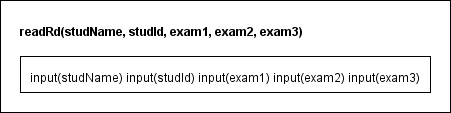 readRd(studName, studId, exam1, exam2, exam3)
input(studName) input(studId) input(exam1) input(exam2) input(exam3)